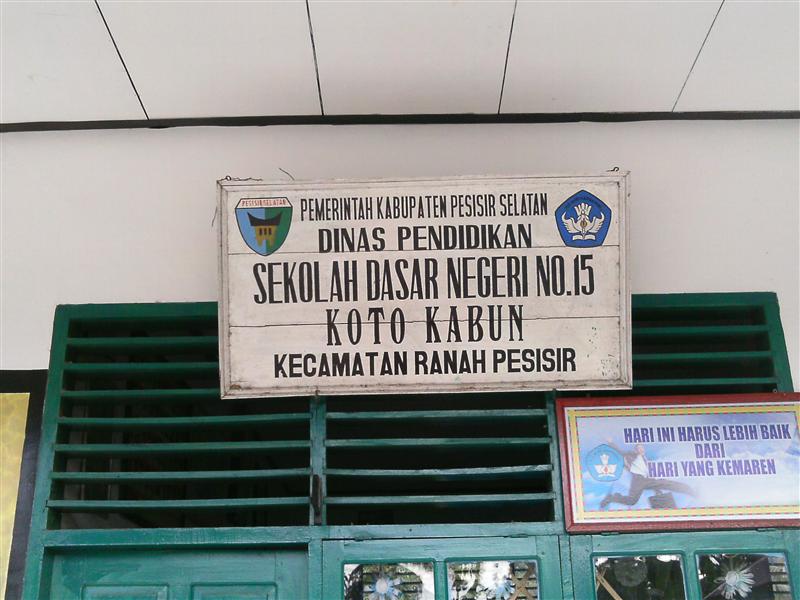 PESISIR SELATAN
PEMERINTAH KABUPATEN PESISIR SELATAN
DINAS PENDIDIKAN
SEKOLAH DASAR NEGERI NO.15
KOTO KABUN
KECAMATAN RANAH PESISIR
HARI INI HARUS LEBIH BAIK
DARI
HARI YANG KEMAREN